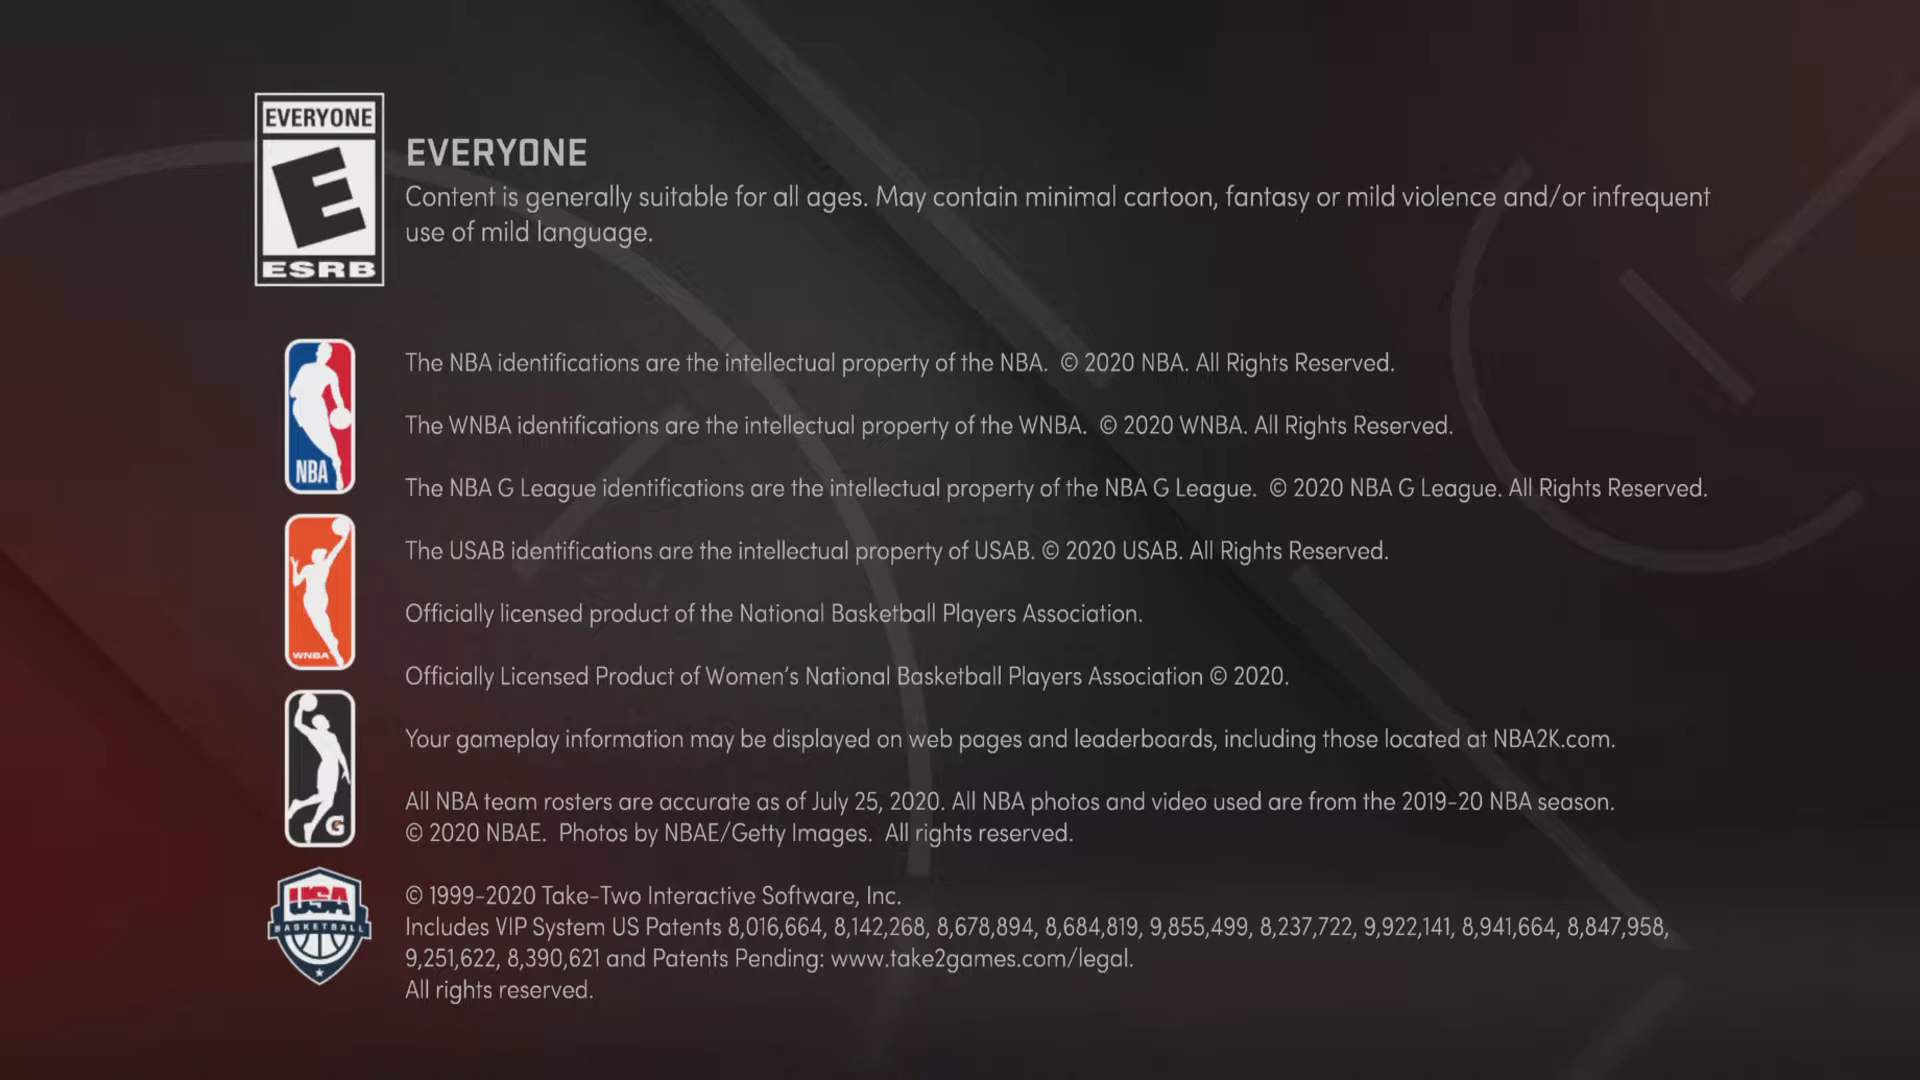 EVERYONE
E
ESRB
EVERYONE
Content is generally suitable for all ages. May contain minimal cartoon, fantasy or mild violence and/or infrequent
use of mild language.
NBA
The NBA identifications are the intellectual property of the NBA.  © 2020 NBA. All Rights Reserved.
The WNBA identifications are the intellectual property of the WNBA.  © 2020 WNBA. All Rights Reserved.
The NBA G League identifications are the intellectual property of the NBA G League.  © 2020 NBA G League. All Rights Reserved.
WNBA
The USAB identifications are the intellectual property of USAB. © 2020 USAB. All Rights Reserved.
Officially licensed product of the National Basketball Players Association.
Officially Licensed Product of Women's National Basketball Players Association © 2020.
G
Your gameplay information may be displayed on web pages and leaderboards, including those located at NBA2K.com.
All NBA team rosters are accurate as of July 25, 2020. All NBA photos and video used are from the 2019-20 NBA season.
© 2020 NBAE.  Photos by NBAE/Getty Images.  All rights reserved.
USA
BASKETBALL
© 1999-2020 Take-Two Interactive Software, Inc.
Includes VIP System US Patents 8,016,664, 8,142,268, 8,678,894, 8,684,819, 9,855,499, 8,237,722, 9,922,141, 8,941,664, 8,847,958,
9,251,622, 8,390,621 and Patents Pending: www.take2games.com/legal.
All rights reserved.